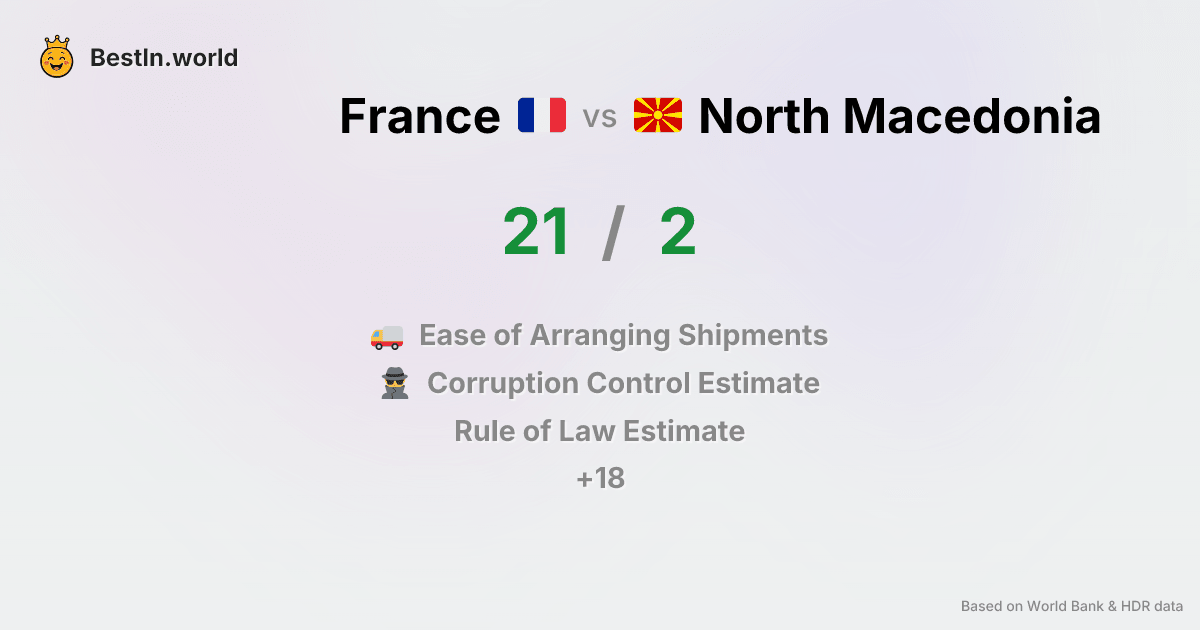 BestIn.world
France vs North Macedonia
21 / 2
Ease of Arranging Shipments
Corruption Control Estimate
Rule of Law Estimate
+18
Based on World Bank & HDR data